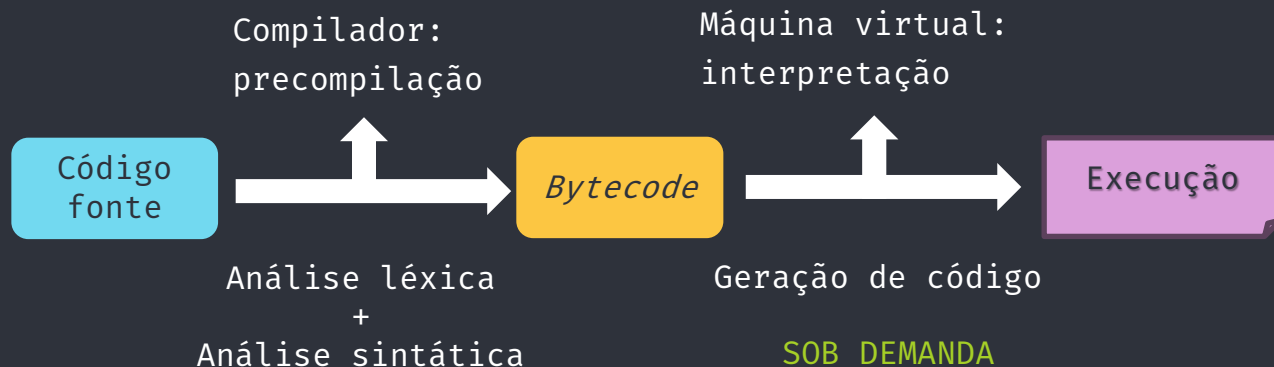 Compilador:
precompilação
Máquina virtual:
interpretação
Código
fonte
Bytecode
Execução
Análise léxica
+
Análise sintática
Geração de código
SOB DEMANDA